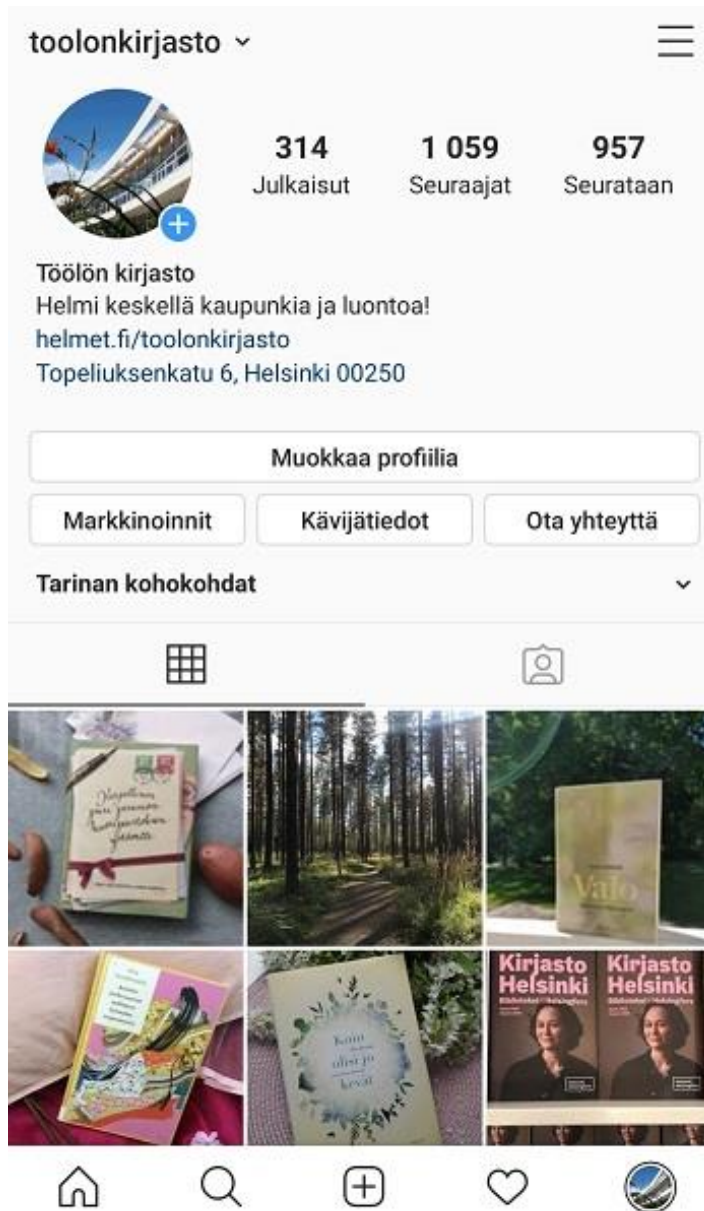 toolonkirjasto
314 1 059 957
Julkaisut Seuraajat Seurataan
Töölön kirjasto
Helmi keskellä kaupunkia ja luontoa!
helmet.fi/toolonkirjasto
Topeliuksenkatu 6, Helsinki 00250
Muokkaa profiilia
Markkinoinnit Kävijätiedot Ota yhteyttä
Tarinan kohokohdat
Valo
Kuin
olisi jo
kevät
Kirjasto Kirjasto
Helsinki Helsinki